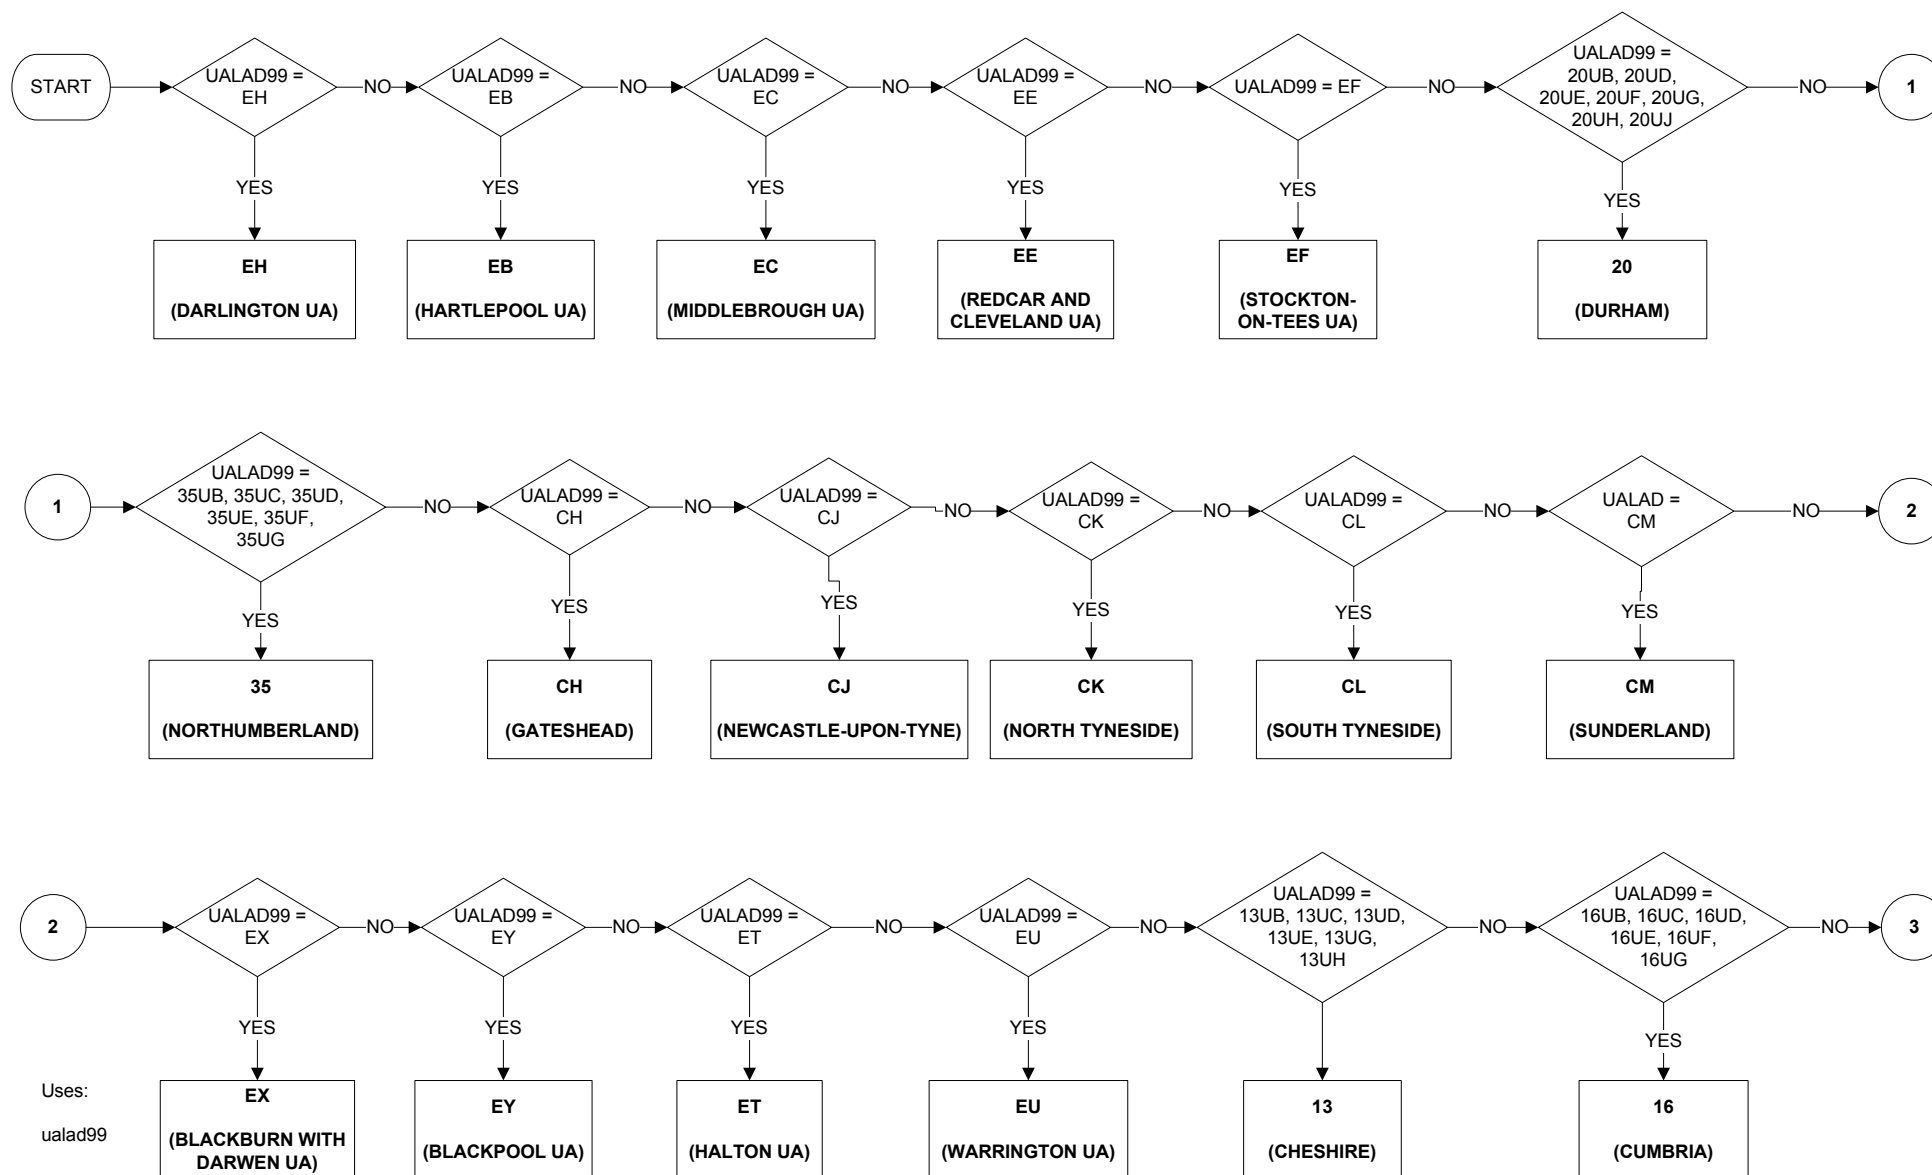 START
UALAD99 =
EH
NO
UALAD99 =
EB
NO
UALAD99 =
EC
NO
UALAD99 =
EE
NO
UALAD99 = EF
NO
UALAD99 =
20UB, 20UD,
20UE, 20UF, 20UG,
20UH, 20UJ
NO
1
YES
YES
YES
YES
YES
YES
EH
(DARLINGTON UA)
EB
(HARTLEPOOL UA)
EC
(MIDDLEBROUGH UA)
EE
(REDCAR AND
CLEVELAND UA)
EF
(STOCKTON-
ON-TEES UA)
20
(DURHAM)
1
UALAD99 =
35UB, 35UC, 35UD,
35UE, 35UF,
35UG
NO
UALAD99 =
CH
NO
UALAD99 =
CJ
NO
UALAD99 =
CK
NO
UALAD99 =
CL
NO
UALAD =
CM
NO
2
YES
YES
YES
YES
YES
YES
35
(NORTHUMBERLAND)
CH
(GATESHEAD)
CJ
(NEWCASTLE-UPON-TYNE)
CK
(NORTH TYNESIDE)
CL
(SOUTH TYNESIDE)
CM
(SUNDERLAND)
2
UALAD99 =
EX
NO
UALAD99 =
EY
NO
UALAD99 =
ET
NO
UALAD99 =
EU
NO
UALAD99 =
13UB, 13UC, 13UD,
13UE, 13UG,
13UH
NO
UALAD99 =
16UB, 16UC, 16UD,
16UE, 16UF,
16UG
NO
3
YES
YES
YES
YES
YES
Uses:
ualad99
EX
(BLACKBURN WITH
DARWEN UA)
EY
(BLACKPOOL UA)
ET
(HALTON UA)
EU
(WARRINGTON UA)
13
(CHESHIRE)
16
(CUMBRIA)